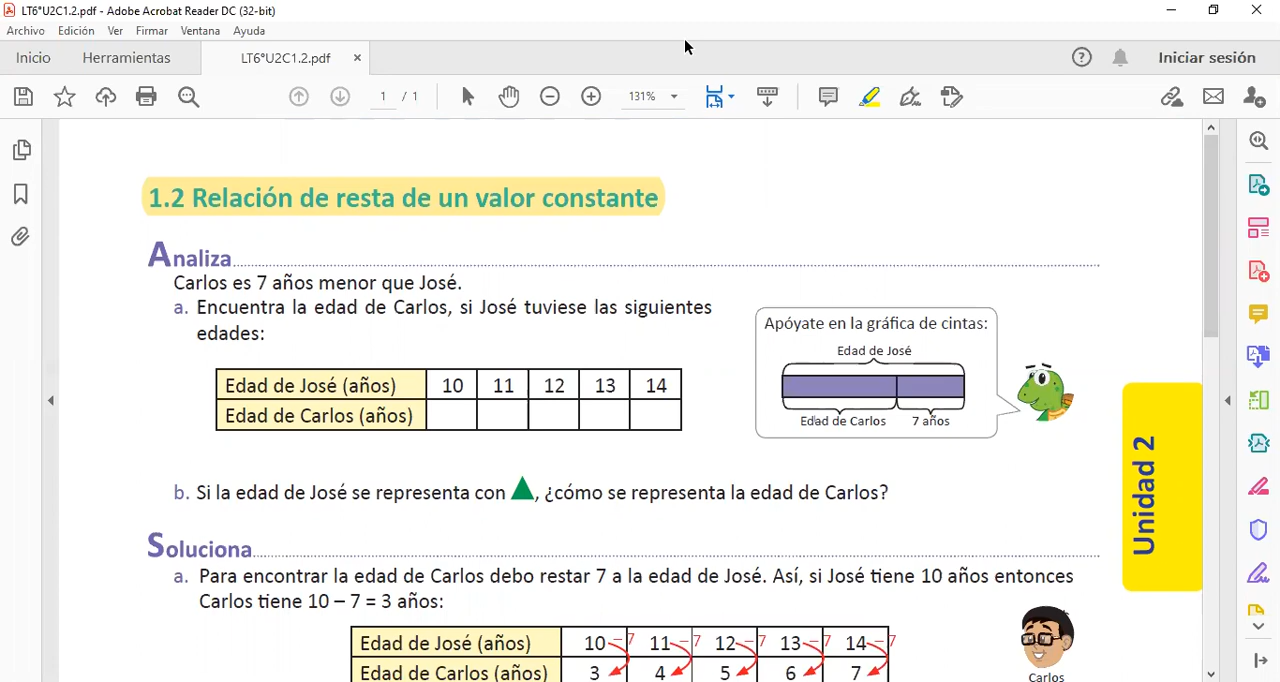 LT6°U2C1.2.pdf - Adobe Acrobat Reader DC (32-bit)
Archivo Edición Ver Firmar Ventana Ayuda
Inicio Herramientas LT6°U2C1.2.pdf × Iniciar sesión
1 / 1 131%
1.2 Relación de resta de un valor constante
Analiza
Carlos es 7 años menor que José.
a. Encuentra la edad de Carlos, si José tuviese las siguientes
edades:
Apóyate en la gráfica de cintas:
Edad de José
Edad de Carlos 7 años
Edad de José (años) 10 11 12 13 14
Edad de Carlos (años)
Unidad 2
b. Si la edad de José se representa con ▲, ¿cómo se representa la edad de Carlos?
Soluciona
a. Para encontrar la edad de Carlos debo restar 7 a la edad de José. Así, si José tiene 10 años entonces
Carlos tiene 10 – 7 = 3 años:
Edad de José (años) 10 –7 11 –7 12 –7 13 –7 14 –7
Edad de Carlos (años) 3 4 5 6 7
Carlos